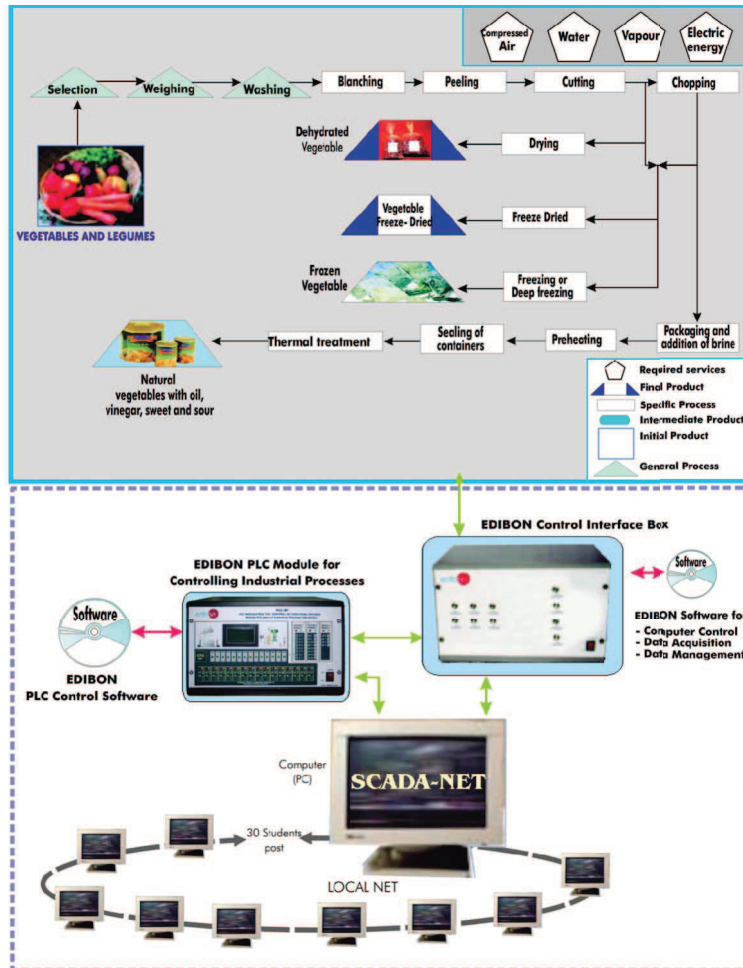 Compressed
Air
Water
Vapour
Electric
energy
Selection
Weighing
Washing
Blanching
Peeling
Cutting
Chopping
Dehydrated
Vegetable
Drying
VEGETABLES AND LEGUMES
Vegetable
Freeze- Dried
Freeze Dried
Frozen
Vegetable
Freezing or
Deep freezing
Thermal treatment
Sealing of
containers
Preheating
Packaging and
addition of brine
Natural
vegetables with oil,
vinegar, sweet and sour
Required services
Final Product
Specific Process
Intermediate Product
Initial Product
General Process
EDIBON Control Interface Box
EDIBON PLC Module for
Controlling Industrial Processes
Software
EDIBON
PLC Control Software
Software
EDIBON Software fo
- Computer Control
- Data Acquisition
- Data Management
Computer
(PC)
SCADA-NET
30 Students
post
LOCAL NET